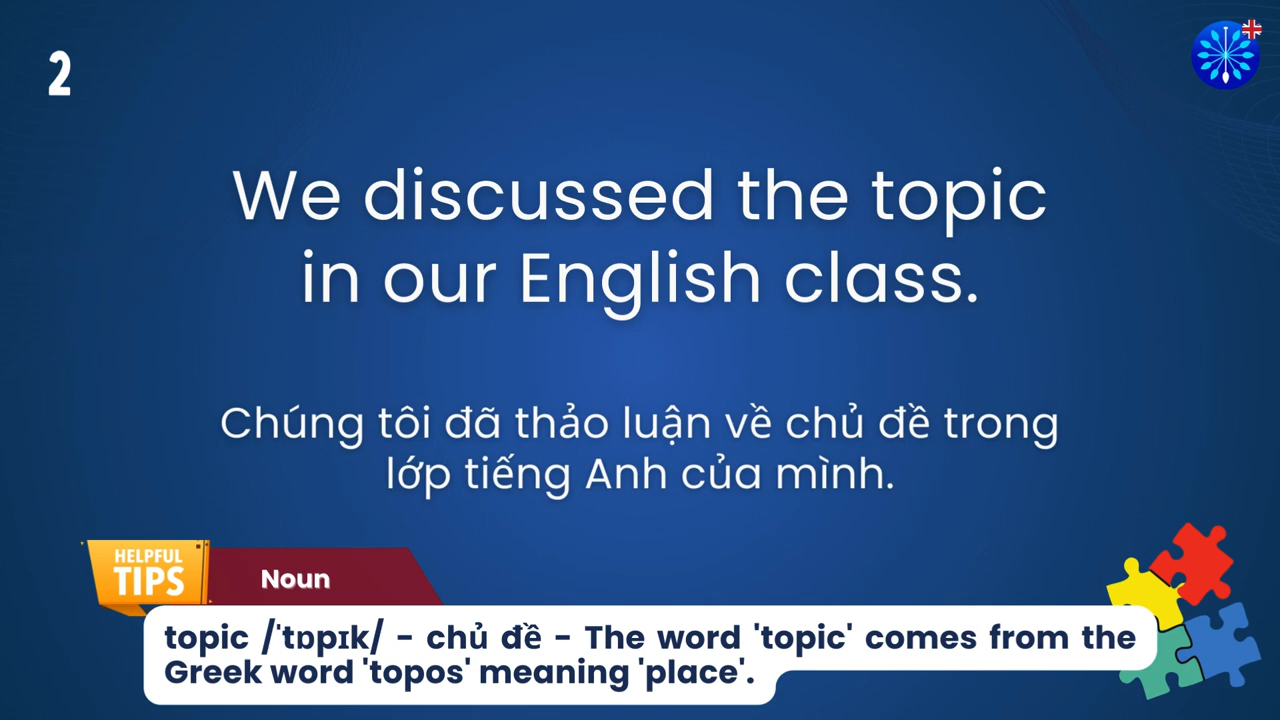 2
We discussed the topic
in our English class.
Chúng tôi đã thảo luận về chủ đề trong
lớp tiếng Anh của mình.
HELPFUL
TIPS
Noun
topic /ˈtɒpɪk/ - chủ đề - The word 'topic' comes from the
Greek word 'topos' meaning 'place'.